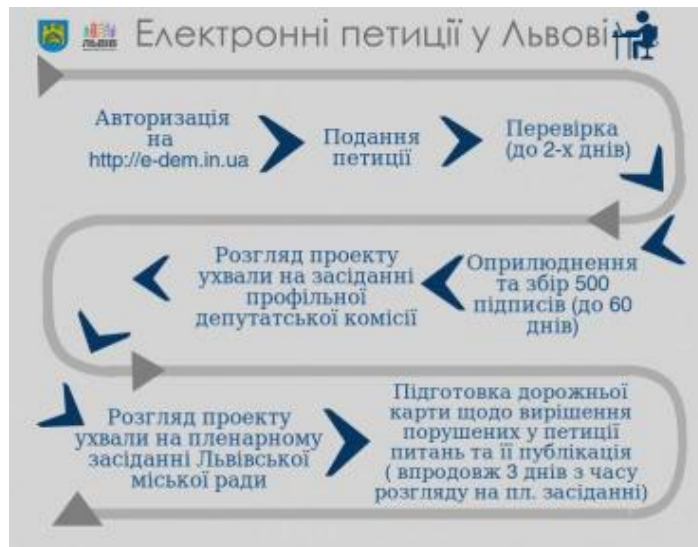 ЛЬВІВ
Електронні петиції у Львові
Авторизація
на
http://e-dem.in.ua
Подання
петиції
Перевірка
(до 2-х днів)
Розгляд проекту
ухвали на засіданні
профільної
депутатської комісії
Оприлюднення
та збір 500
підписів (до 60
днів)
Розгляд проекту
ухвали на пленарному
засіданні Львівської
міської ради
Підготовка дорожньої
карти щодо вирішення
порушених у петиції
питань та її публікація
( впродовж 3 днів з часу
розгляду на пл. засіданні)